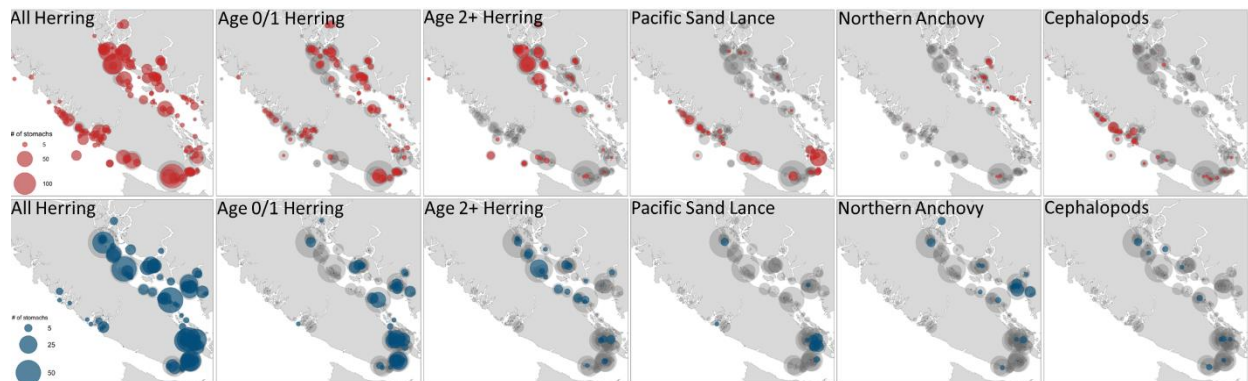 All Herring
Age 0/1 Herring
Age 2+ Herring
Pacific Sand Lance
Northern Anchovy
Cephalopods
# of stomachs
5
50
100
All Herring
Age 0/1 Herring
Age 2+ Herring
Pacific Sand Lance
Northern Anchovy
Cephalopods
# of stomachs
5
25
50